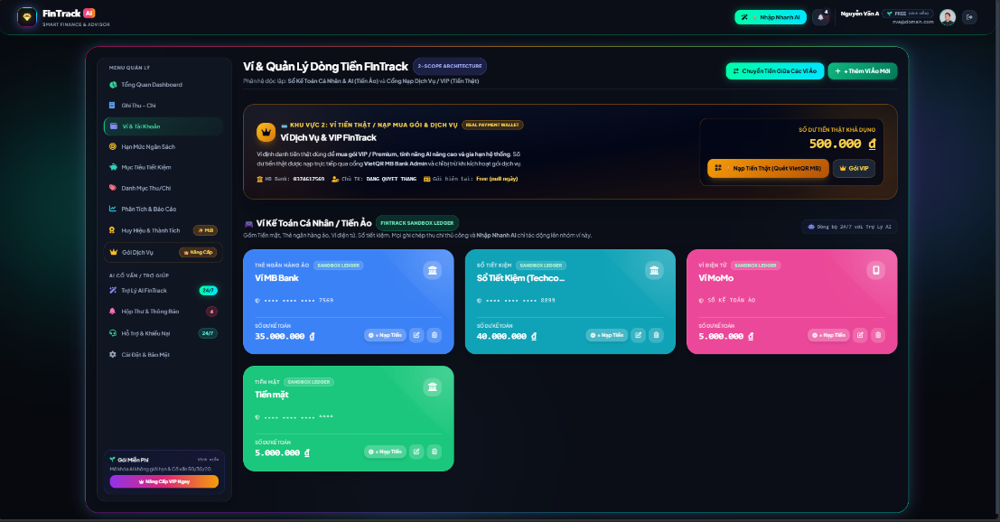 FinTrack AI
SMART FINANCE & ADVISOR
Nhập Nhanh AI
4
Nguyễn Văn A
FREE (Vĩnh viễn)
nva@domain.com
MENU QUẢN LÝ
Tổng Quan Dashboard
Ghi Thu - Chi
Ví & Tài Khoản
Hạn Mức Ngân Sách
Mục Tiêu Tiết Kiệm
Danh Mục Thu/Chi
Phân Tích & Báo Cáo
Huy Hiệu & Thành Tích Mới
Gói Dịch Vụ Nâng Cấp
AI CỐ VẤN / TRỢ GIÚP
Trợ Lý AI FinTrack 24/7
Hộp Thư & Thông Báo 4
Hỗ Trợ & Khiếu Nại 24/7
Cài Đặt & Bảo Mật
Gói Miễn Phí Vĩnh viễn
Mở khóa AI không giới hạn & Cố vấn 50/30/20
Nâng Cấp VIP Ngay
Ví & Quản Lý Dòng Tiền FinTrack 2-SCOPE ARCHITECTURE
Phân hệ độc lập: Sổ Kế Toán Cá Nhân & AI (Tiền Ảo) và Cổng Nạp Dịch Vụ / VIP (Tiền Thật)
Chuyển Tiền Giữa Các Ví Ảo
+ Thêm Ví Ảo Mới
KHU VỰC 2: VÍ TIỀN THẬT / NẠP MUA GÓI & DỊCH VỤ REAL PAYMENT WALLET
Ví Dịch Vụ & VIP FinTrack
Ví định danh tiền thật dùng để mua gói VIP / Premium, tính năng AI nâng cao và gia hạn hệ thống. Số
dư tiền thật được nạp trực tiếp qua cổng VietQR MB Bank Admin và chỉ bị trừ khi kích hoạt gói dịch vụ.
MB Bank: 0374617569 Chủ TK: DANG QUYET THANG Gói hiện tại: Free (null ngày)
SỐ DƯ TIỀN THẬT KHẢ DỤNG
500.000 ₫
Nạp Tiền Thật (Quét VietQR MB)
Gói VIP
Ví Kế Toán Cá Nhân / Tiền Ảo FINTRACK SANDBOX LEDGER
Gồm Tiền mặt, Thẻ ngân hàng ảo, Ví điện tử, Sổ tiết kiệm. Mọi ghi chép thu chi thủ công và Nhập Nhanh AI chỉ tác động lên nhóm ví này.
Đồng bộ 24/7 với Trợ Lý AI
THẺ NGÂN HÀNG ẢO SANDBOX LEDGER
Ví MB Bank
•••• •••• •••• 7569
SỐ DƯ KẾ TOÁN
35.000.000 ₫
+ Nạp Tiền
SỔ TIẾT KIỆM SANDBOX LEDGER
Sổ Tiết Kiệm (Techco...
•••• •••• •••• 8899
SỐ DƯ KẾ TOÁN
40.000.000 ₫
+ Nạp Tiền
VÍ ĐIỆN TỬ SANDBOX LEDGER
Ví MoMo
SỔ KẾ TOÁN ẢO
SỐ DƯ KẾ TOÁN
5.000.000 ₫
+ Nạp Tiền
TIỀN MẶT SANDBOX LEDGER
Tiền mặt
•••• •••• •••• ****
SỐ DƯ KẾ TOÁN
5.000.000 ₫
+ Nạp Tiền